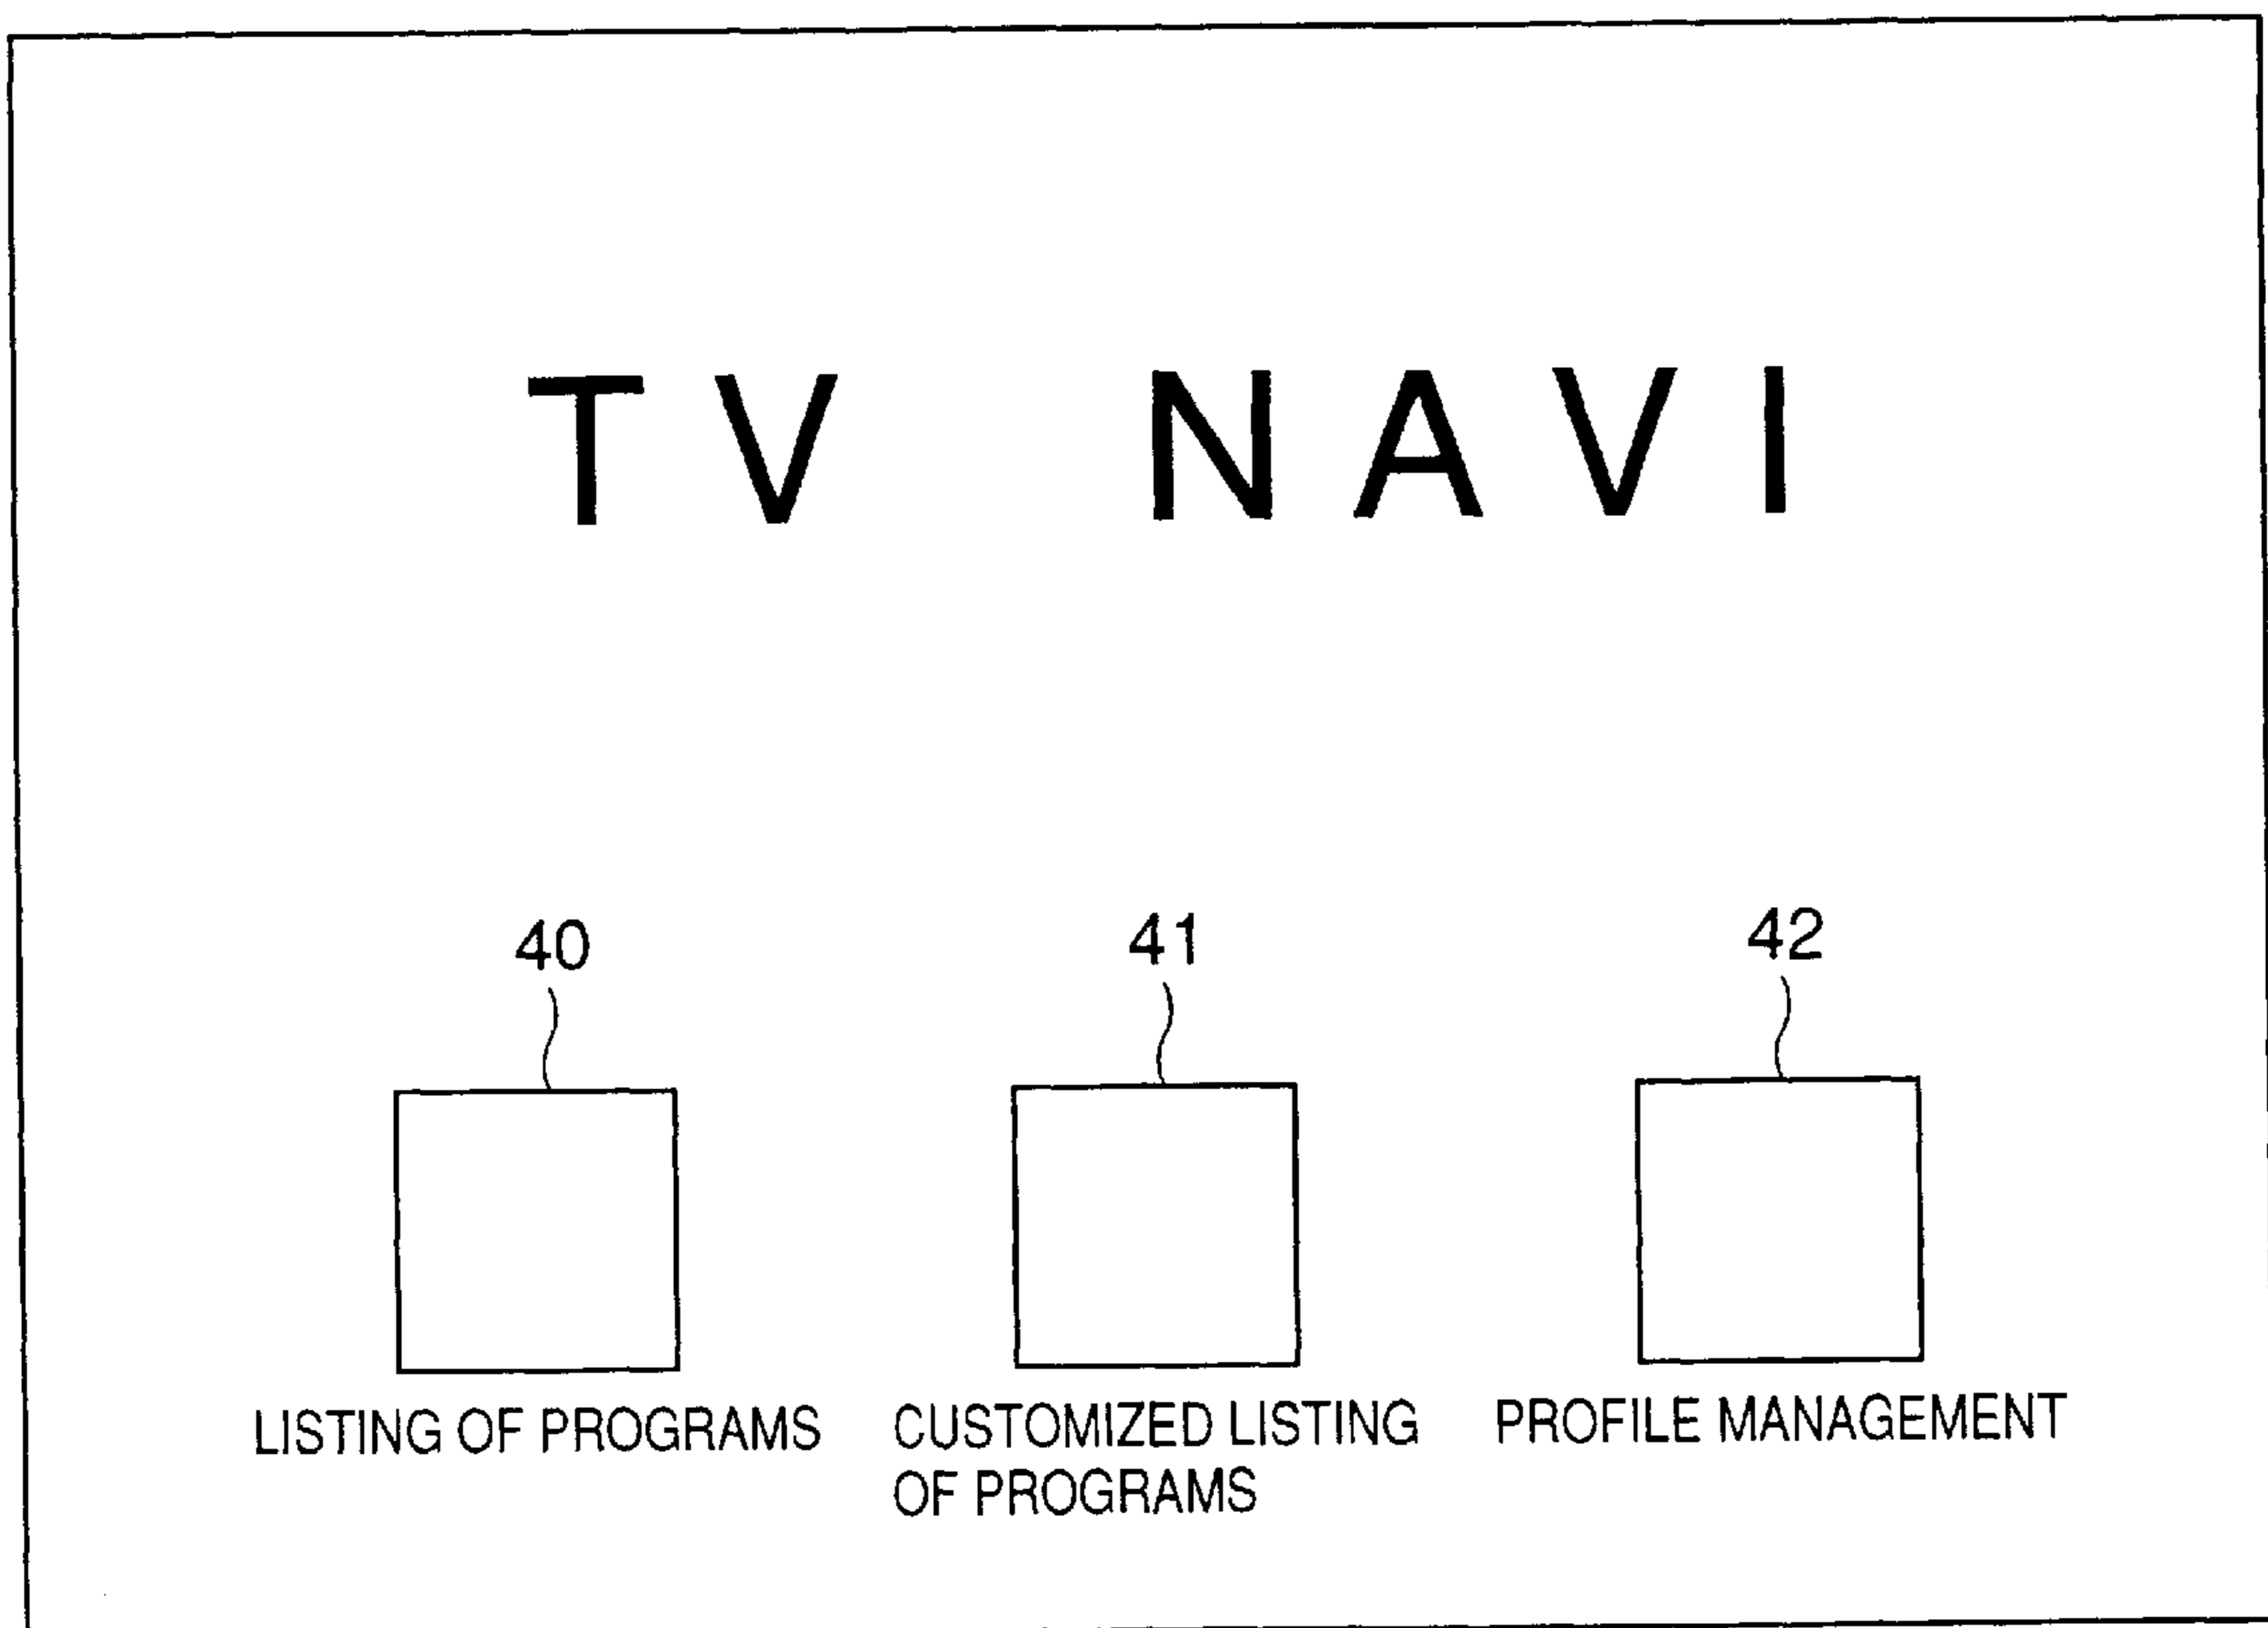 TV NAVI
40 41 42
LISTING OF PROGRAMS
CUSTOMIZED LISTING
OF PROGRAMS
PROFILE MANAGEMENT